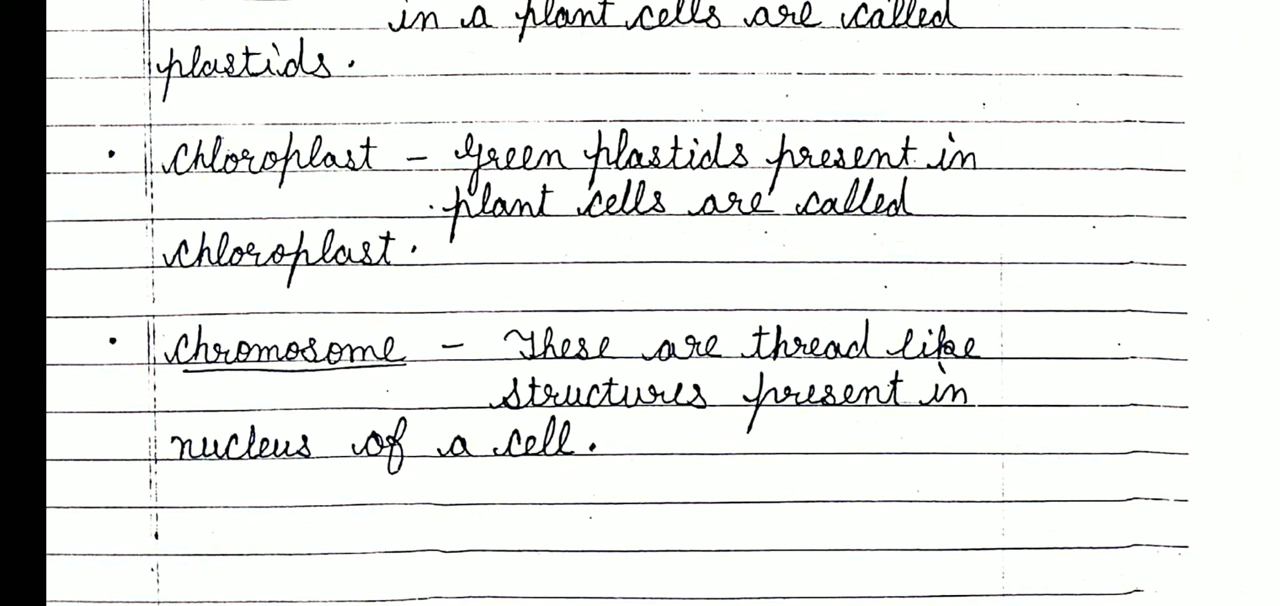 in a plant cells are called
plastids.
• Chloroplast – Green plastids present in
plant cells are called
chloroplast.
• Chromosome – These are thread like
structures present in
nucleus of a cell.